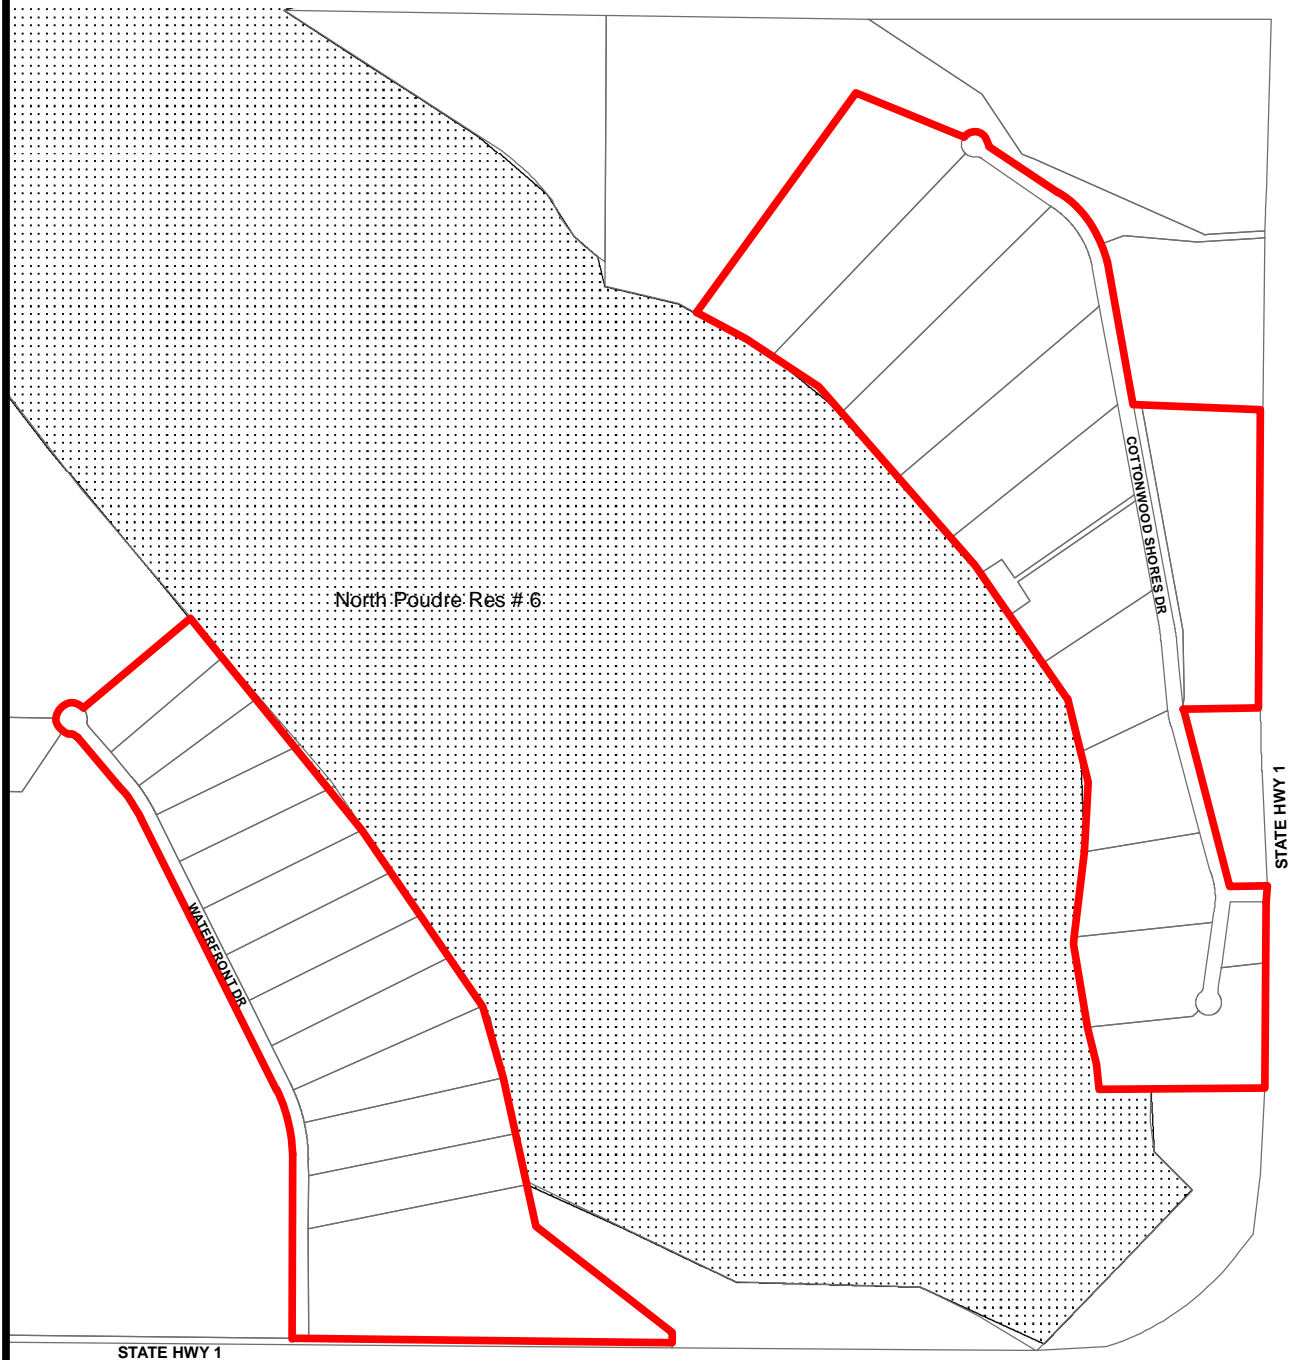 COTTONWOOD SHORES DR
North Poudre Res # 6
STATE HWY 1
WATERFRONT DR
STATE HWY 1